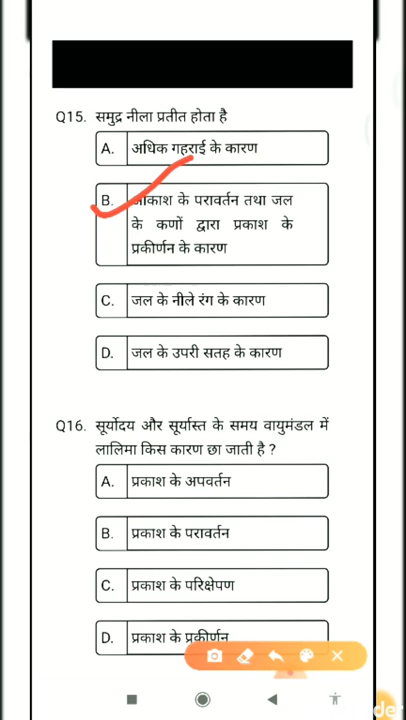 Q15. समुद्र नीला प्रतीत होता है
A. अधिक गहराई के कारण
B. आकाश के परावर्तन तथा जल
के कणों द्वारा प्रकाश के
प्रकीर्णन के कारण
C. जल के नीले रंग के कारण
D. जल के उपरी सतह के कारण
Q16. सूर्योदय और सूर्यास्त के समय वायुमंडल में
लालिमा किस कारण छा जाती है ?
A. प्रकाश के अपवर्तन
B. प्रकाश के परावर्तन
C. प्रकाश के परिक्षेपण
D. प्रकाश के प्रकीर्णन